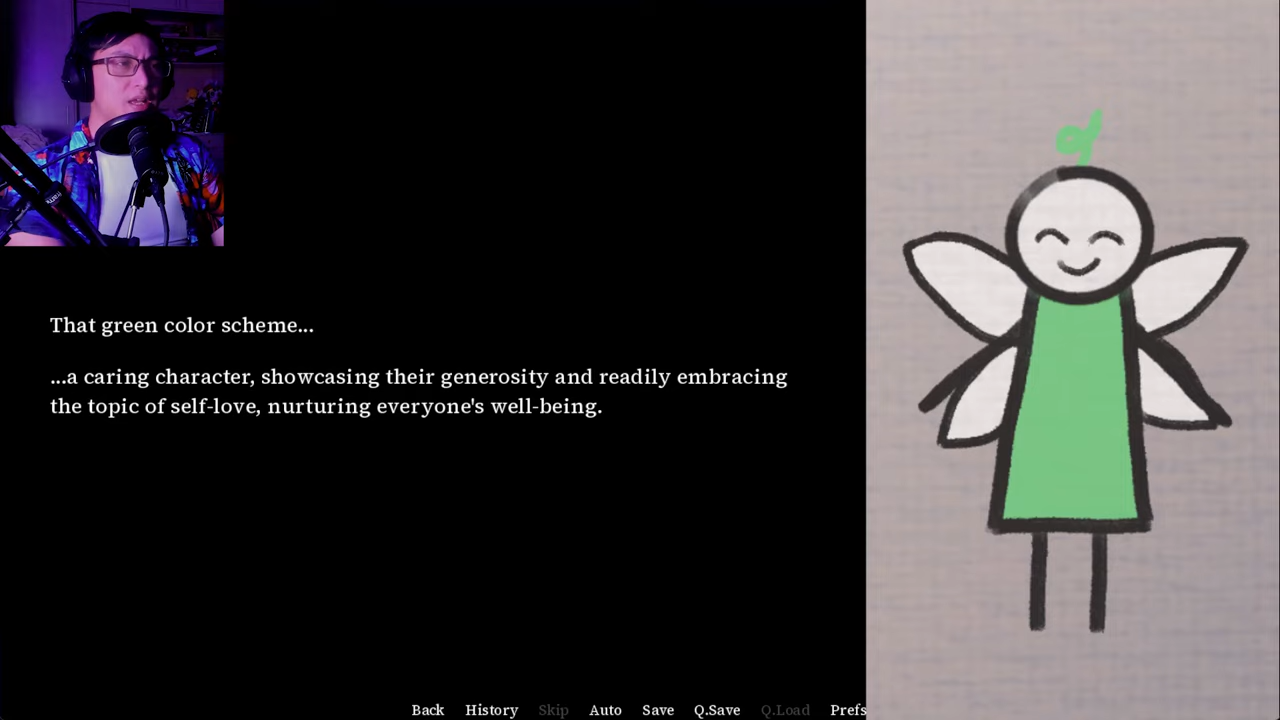 That green color scheme...
...a caring character, showcasing their generosity and readily embracing
the topic of self-love, nurturing everyone's well-being.
Back History Skip Auto Save Q.Save Q.Load Prefs